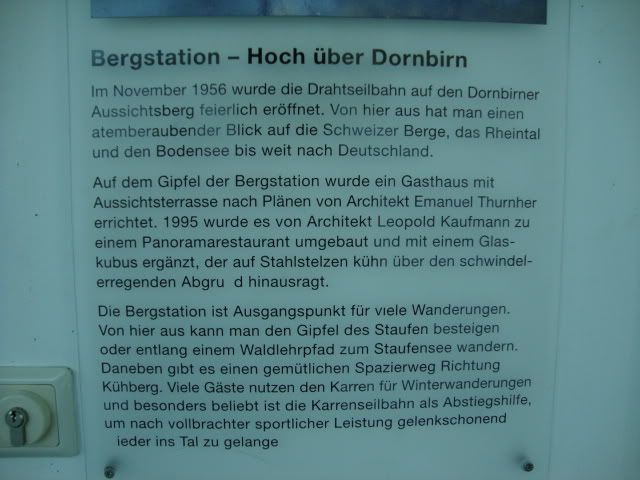 Bergstation – Hoch über Dornbirn
Im November 1956 wurde die Drahtseilbahn auf den Dornbirner
Aussichtsberg feierlich eröffnet. Von hier aus hat man einen
atemberaubender Blick auf die Schweizer Berge, das Rheintal
und den Bodensee bis weit nach Deutschland.
Auf dem Gipfel der Bergstation wurde ein Gasthaus mit
Aussichtsterrasse nach Plänen von Architekt Emanuel Thurnher
errichtet. 1995 wurde es von Architekt Leopold Kaufmann zu
einem Panoramarestaurant umgebaut und mit einem Glas-
kubus ergänzt, der auf Stahlstelzen kühn über den schwindel-
erregenden Abgru d hinausragt.
Die Bergstation ist Ausgangspunkt für viele Wanderungen.
Von hier aus kann man den Gipfel des Staufen besteigen
oder entlang einem Waldlehrpfad zum Staufensee wandern.
Daneben gibt es einen gemütlichen Spazierweg Richtung
Kühberg. Viele Gäste nutzen den Karren für Winterwanderungen
und besonders beliebt ist die Karrenseilbahn als Abstiegshilfe,
um nach vollbrachter sportlicher Leistung gelenkschonend
ieder ins Tal zu gelange